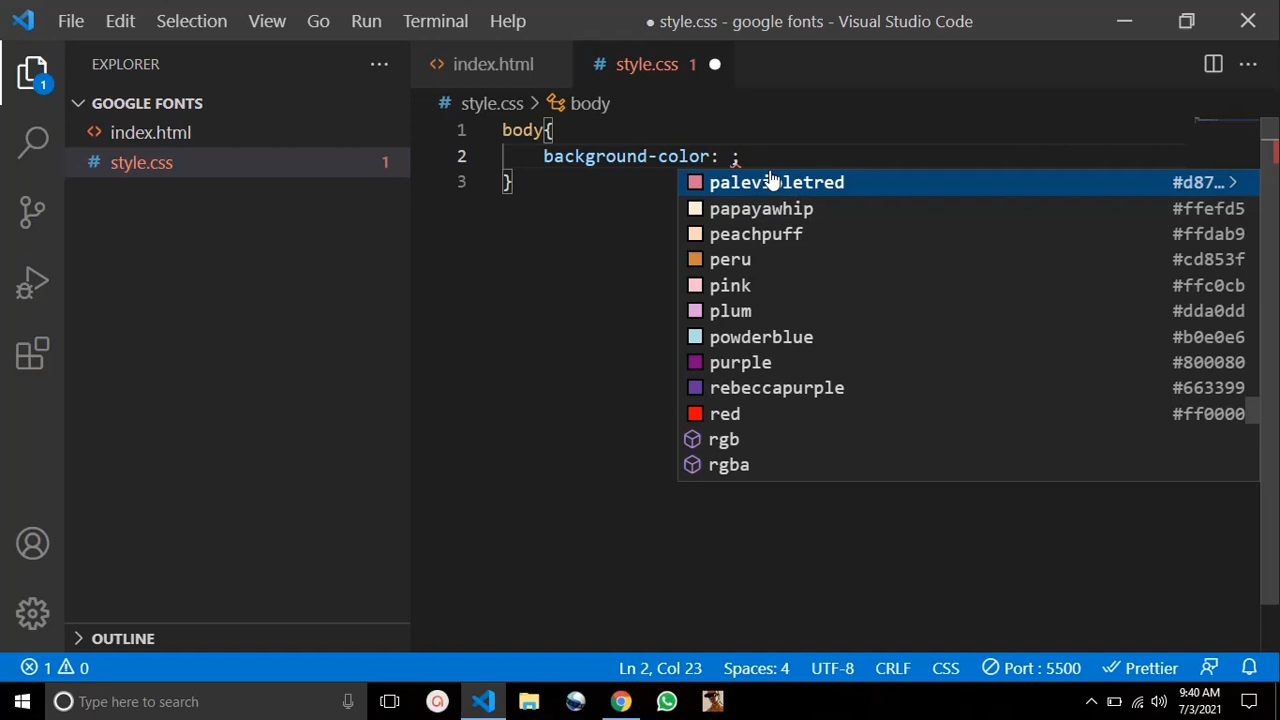 File Edit Selection View Go Run Terminal Help ● style.css - google fonts - Visual Studio Code
EXPLORER
1
GOOGLE FONTS
index.html
style.css 1
OUTLINE
<> index.html # style.css 1
# style.css > body
1 body{
2 background-color: ;
3 }
palevioletred #d87…
papayawhip #ffefd5
peachpuff #ffdab9
peru #cd853f
pink #ffc0cb
plum #dda0dd
powderblue #b0e0e6
purple #800080
rebeccapurple #663399
red #ff0000
rgb
rgba
1 0 Ln 2, Col 23 Spaces: 4 UTF-8 CRLF CSS Port : 5500 Prettier
Type here to search
9:40 AM
7/3/2021